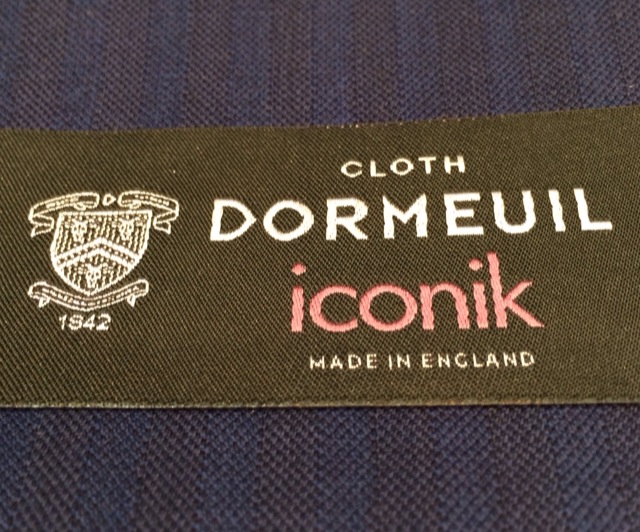 CLOTH
DORMEUIL
iconik
MADE IN ENGLAND
1842